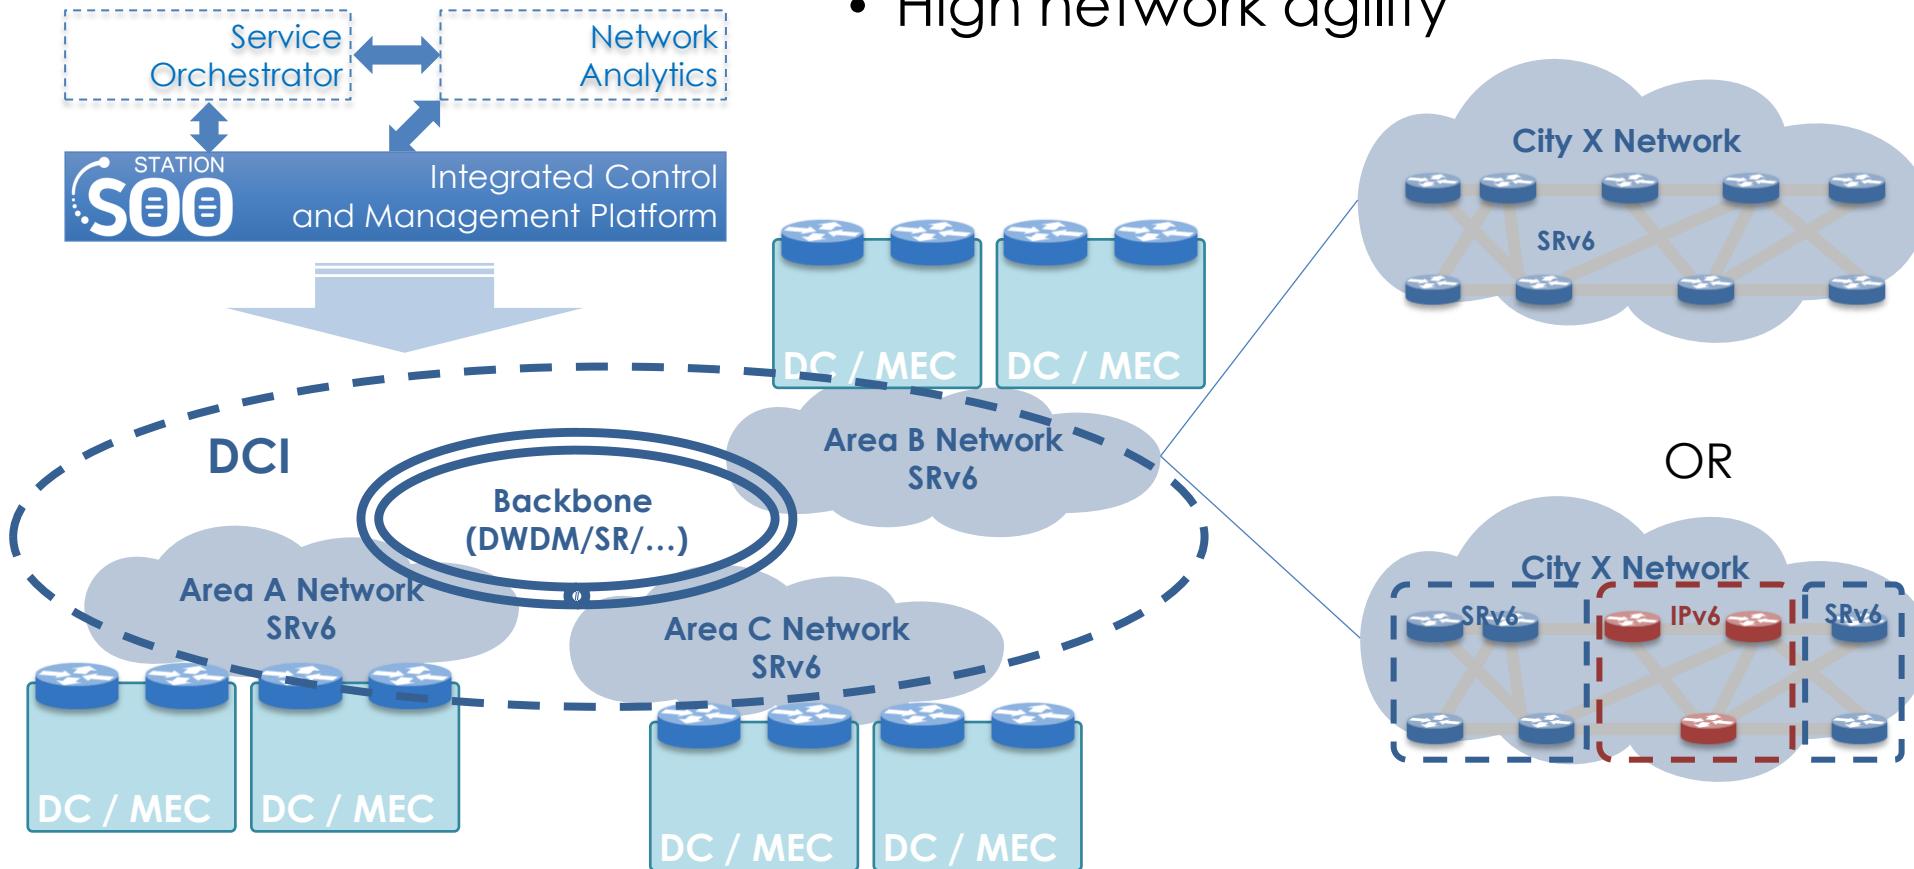 • High network agility
Service
Orchestrator
Network
Analytics
STATION
SOO
Integrated Control
and Management Platform
City X Network
SRv6
DC / MEC
DC / MEC
DCI
Area B Network
SRv6
OR
Backbone
(DWDM/SR/...)
Area A Network
SRv6
Area C Network
SRv6
City X Network
SRv6
IPv6
SRv6
DC / MEC
DC / MEC
DC / MEC
DC / MEC